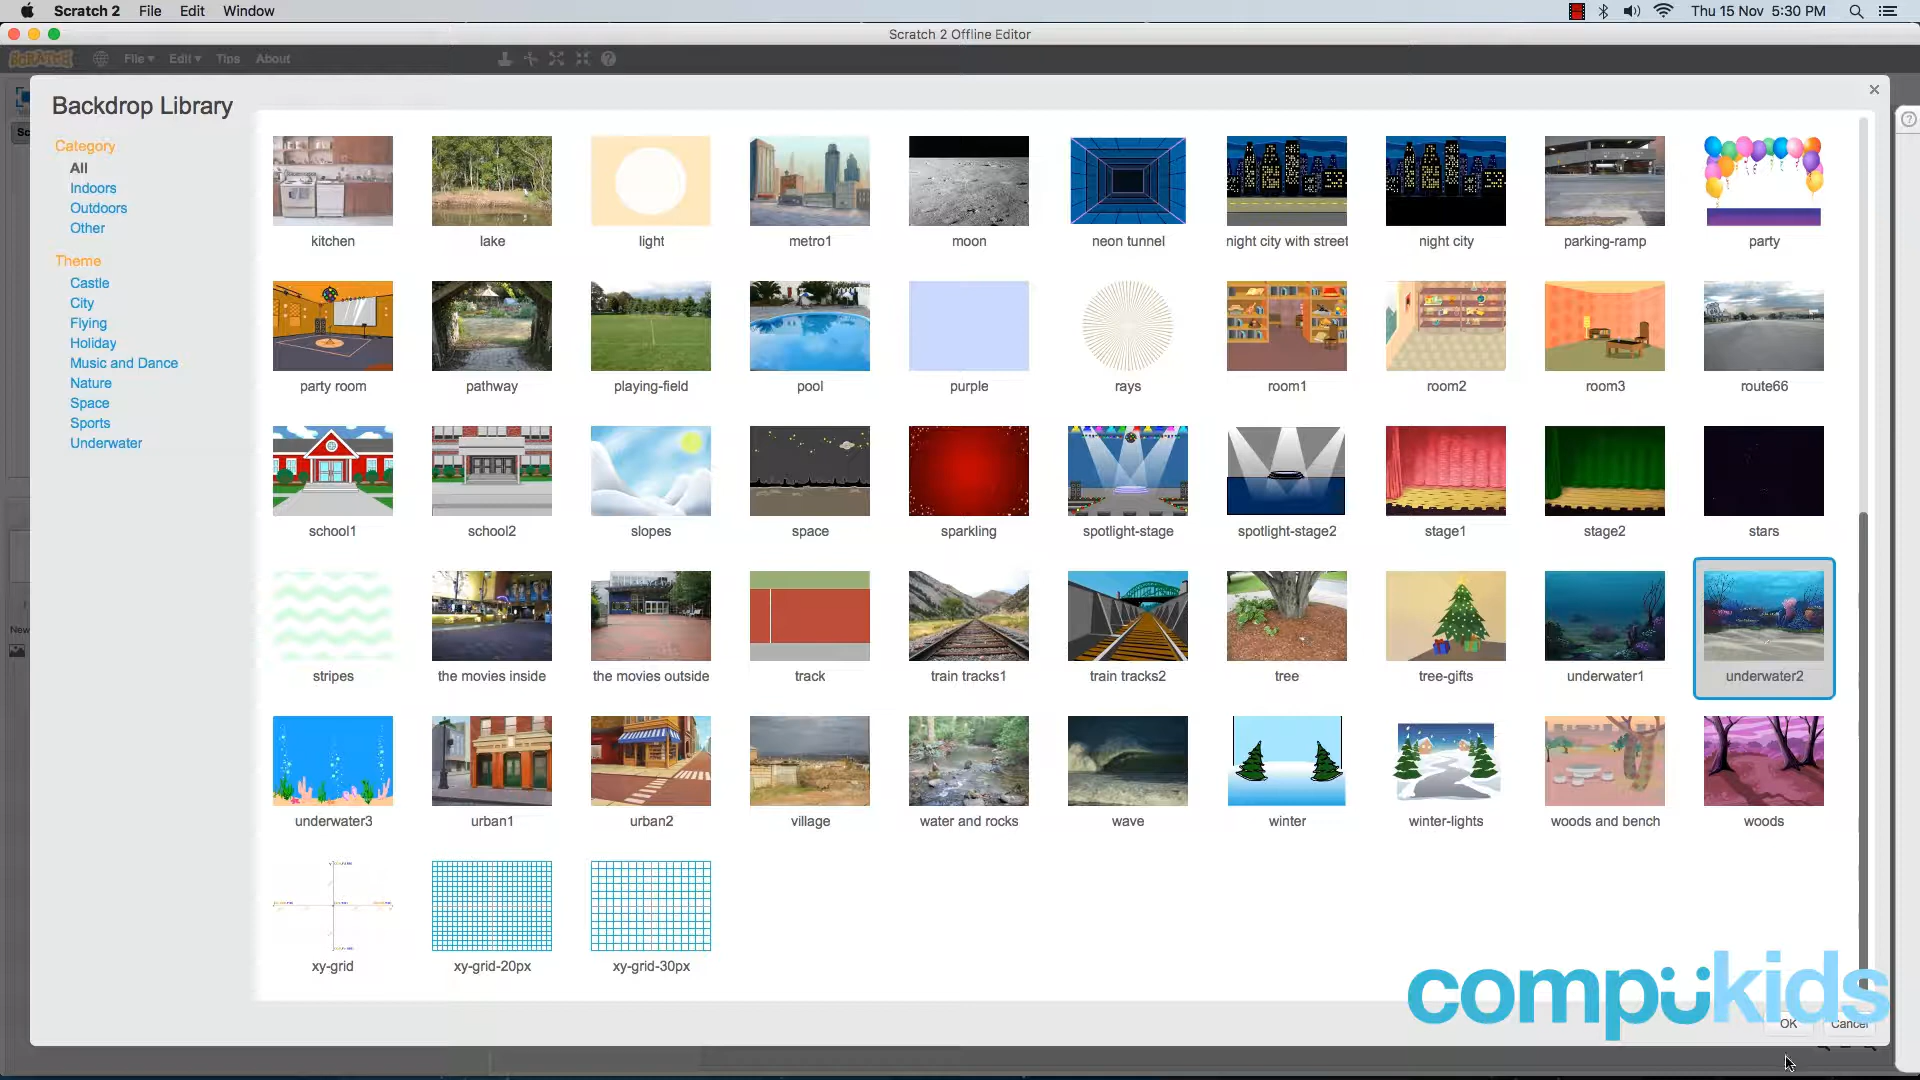 Scratch 2 File Edit Window Thu 15 Nov 5:30 PM
Scratch 2 Offline Editor
SCRATCH File Edit Tips About
Backdrop Library
Category
All
Indoors
Outdoors
Other
Theme
Castle
City
Flying
Holiday
Music and Dance
Nature
Space
Sports
Underwater
kitchen lake light metro1 moon neon tunnel night city with street night city parking-ramp party
party room pathway playing-field pool purple rays room1 room2 room3 route66
school1 school2 slopes space sparkling spotlight-stage spotlight-stage2 stage1 stage2 stars
stripes the movies inside the movies outside track train tracks1 train tracks2 tree tree-gifts underwater1 underwater2
underwater3 urban1 urban2 village water and rocks wave winter winter-lights woods and bench woods
xy-grid xy-grid-20px xy-grid-30px
compükids
OK Cancel
Sc
New